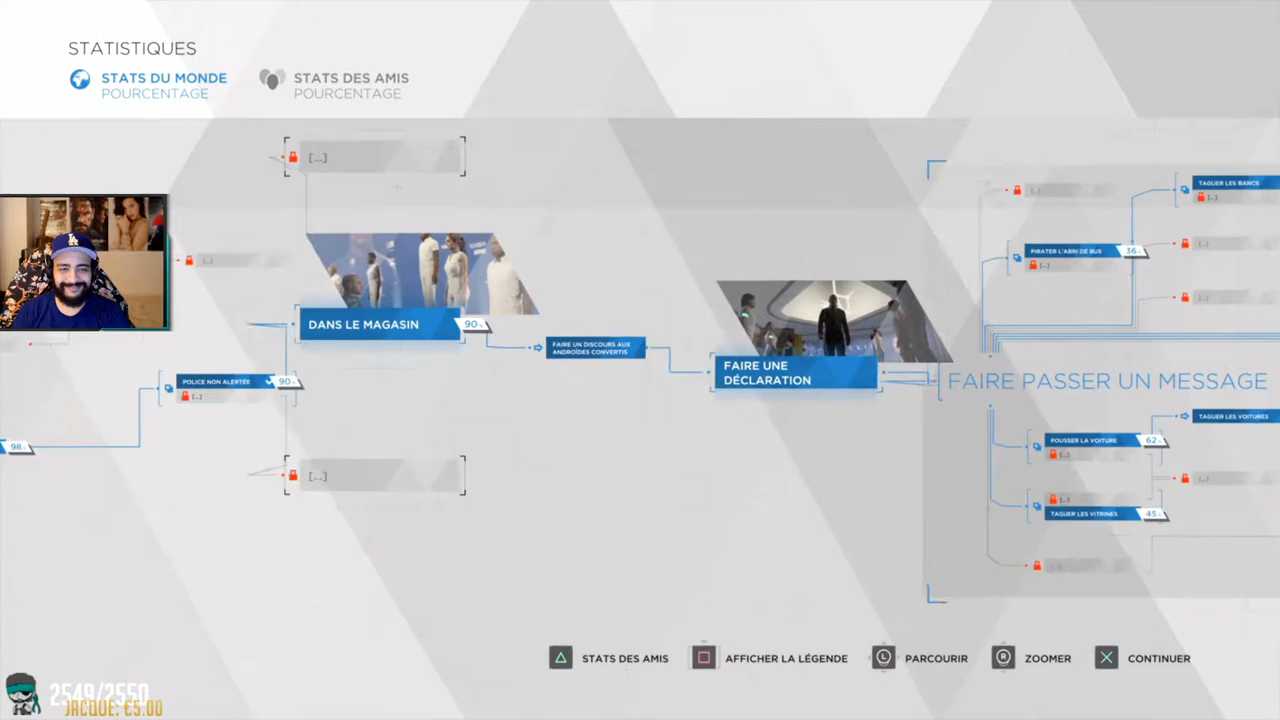 STATISTIQUES
STATS DU MONDE
POURCENTAGE
STATS DES AMIS
POURCENTAGE
[...]
[...]
DANS LE MAGASIN
90%
FAIRE UN DISCOURS AUX
ANDROÏDES CONVERTIS
POLICE NON ALERTÉE
90%
[...]
98%
[...]
FAIRE UNE
DÉCLARATION
FAIRE PASSER UN MESSAGE
[...]
TAGUER LES BANCS
[...]
PIRATER L'ABRI DE BUS
36%
[...]
[...]
[...]
TAGUER LES VOITURES
POUSSER LA VOITURE
62%
[...]
[...]
[...]
TAGUER LES VITRINES
45%
[...]
STATS DES AMIS
AFFICHER LA LÉGENDE
L
PARCOURIR
R
ZOOMER
CONTINUER
2549/2550
JACQUE: €5.00